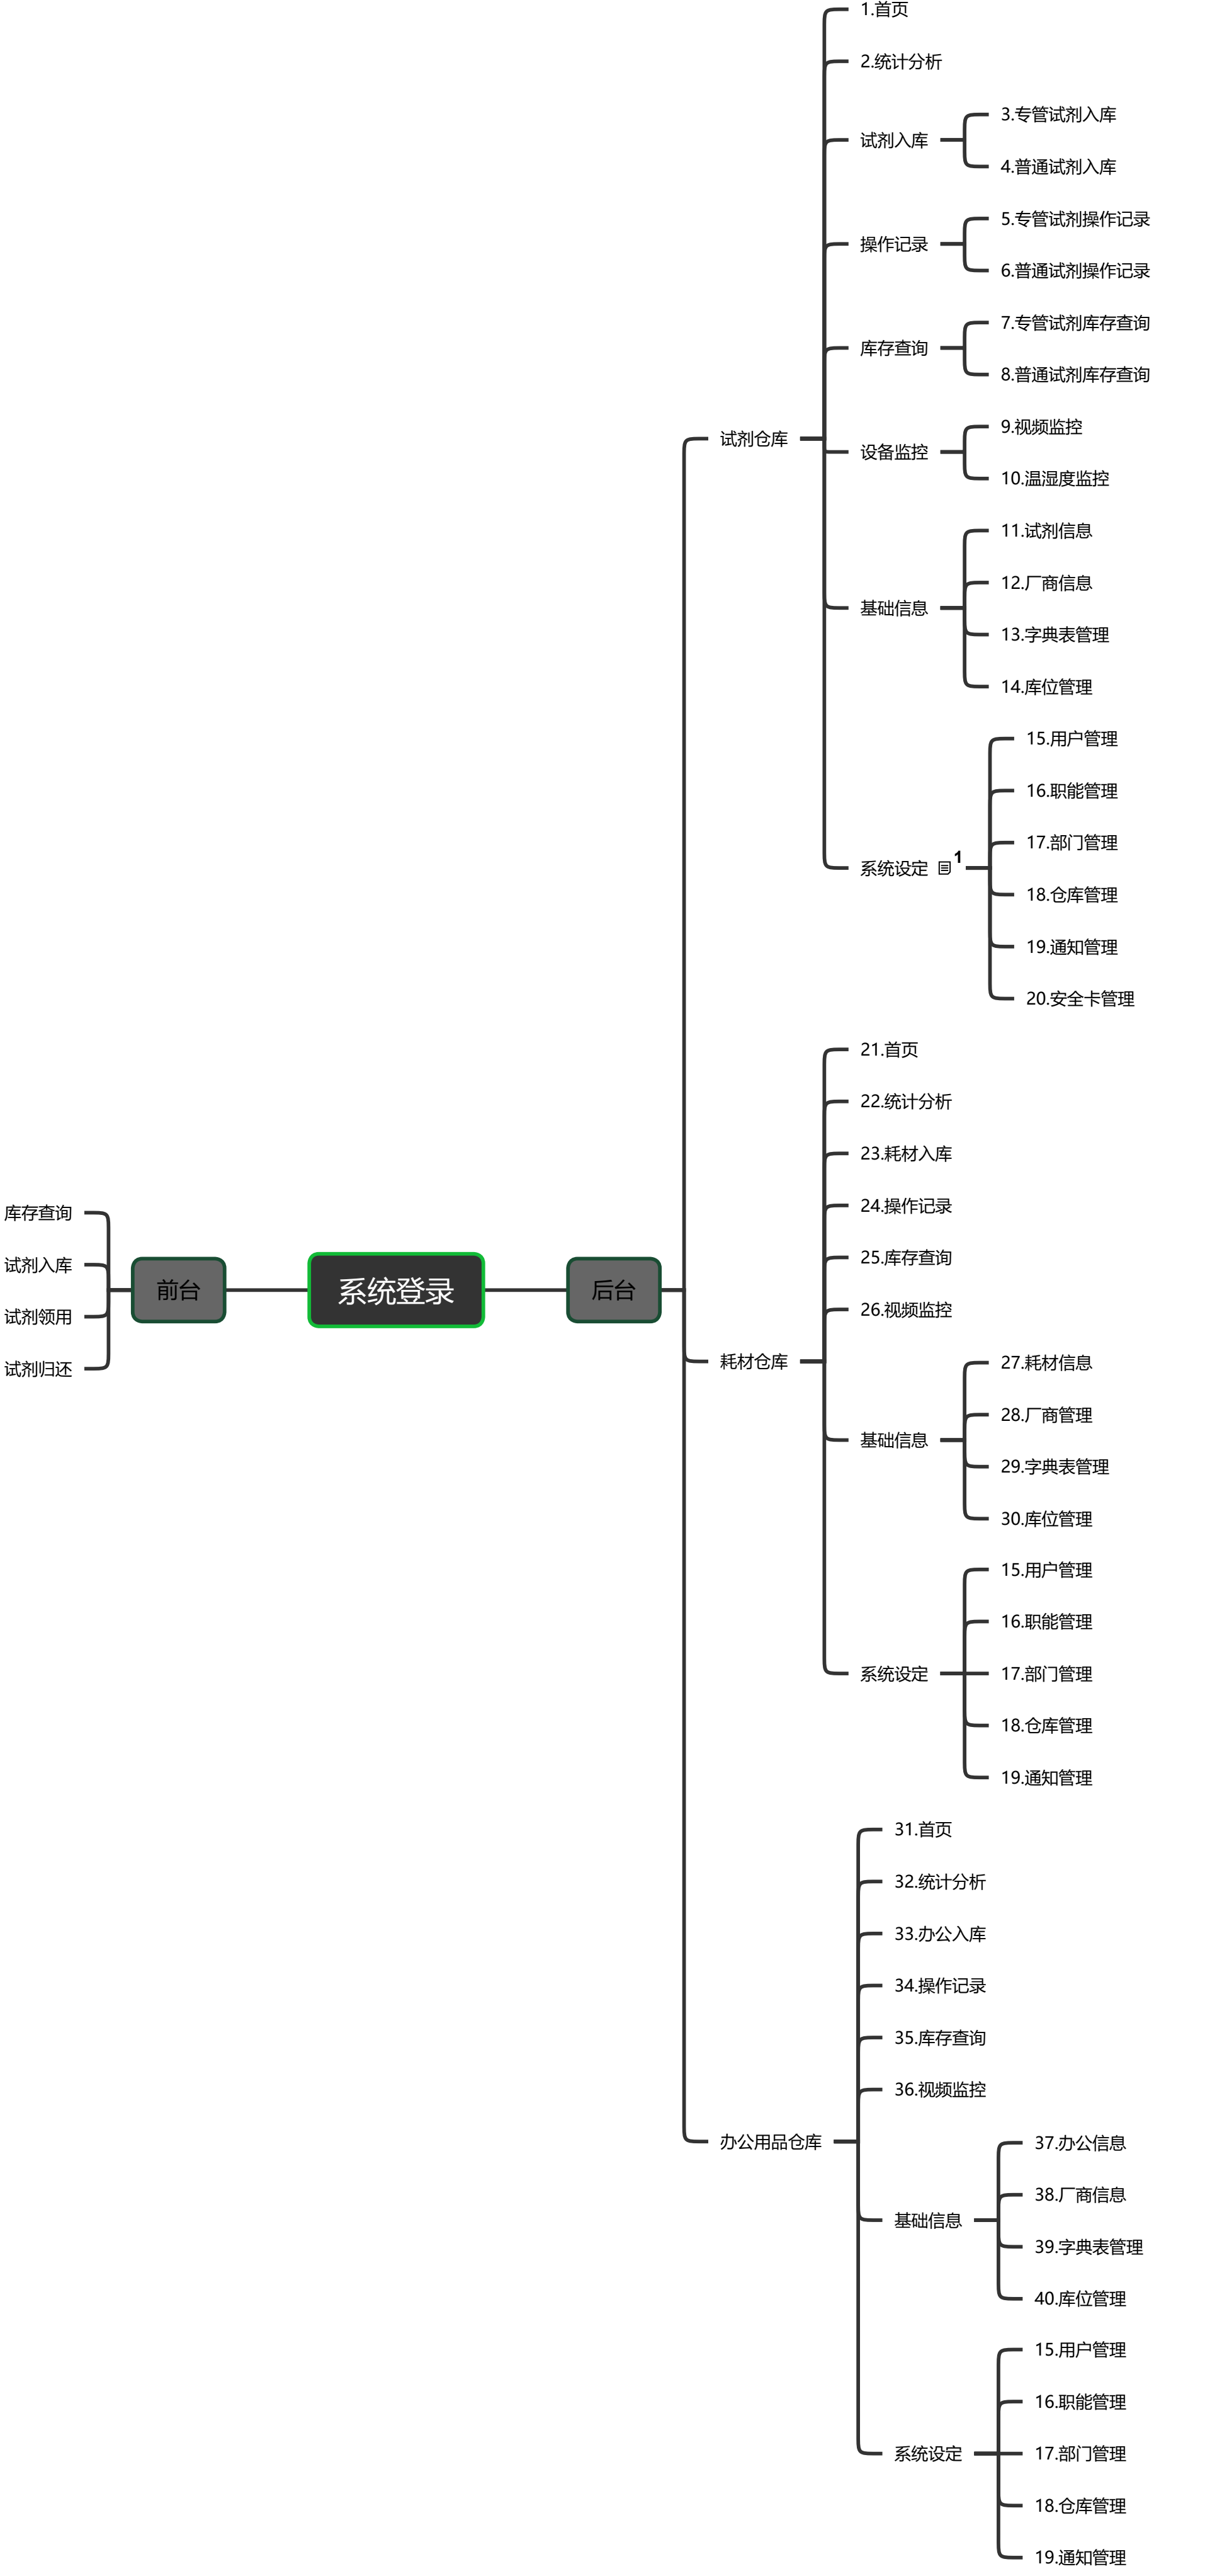 1.首页
2.统计分析
试剂入库
3.专管试剂入库
4.普通试剂入库
操作记录
5.专管试剂操作记录
6.普通试剂操作记录
库存查询
7.专管试剂库存查询
8.普通试剂库存查询
试剂仓库
设备监控
9.视频监控
10.温湿度监控
基础信息
11.试剂信息
12.厂商信息
13.字典表管理
14.库位管理
系统设定
1
15.用户管理
16.职能管理
17.部门管理
18.仓库管理
19.通知管理
20.安全卡管理
21.首页
22.统计分析
23.耗材入库
24.操作记录
25.库存查询
26.视频监控
库存查询
试剂入库
试剂领用
试剂归还
前台
系统登录
后台
耗材仓库
基础信息
27.耗材信息
28.厂商管理
29.字典表管理
30.库位管理
系统设定
15.用户管理
16.职能管理
17.部门管理
18.仓库管理
19.通知管理
31.首页
32.统计分析
33.办公入库
34.操作记录
35.库存查询
36.视频监控
办公用品仓库
基础信息
37.办公信息
38.厂商信息
39.字典表管理
40.库位管理
系统设定
15.用户管理
16.职能管理
17.部门管理
18.仓库管理
19.通知管理